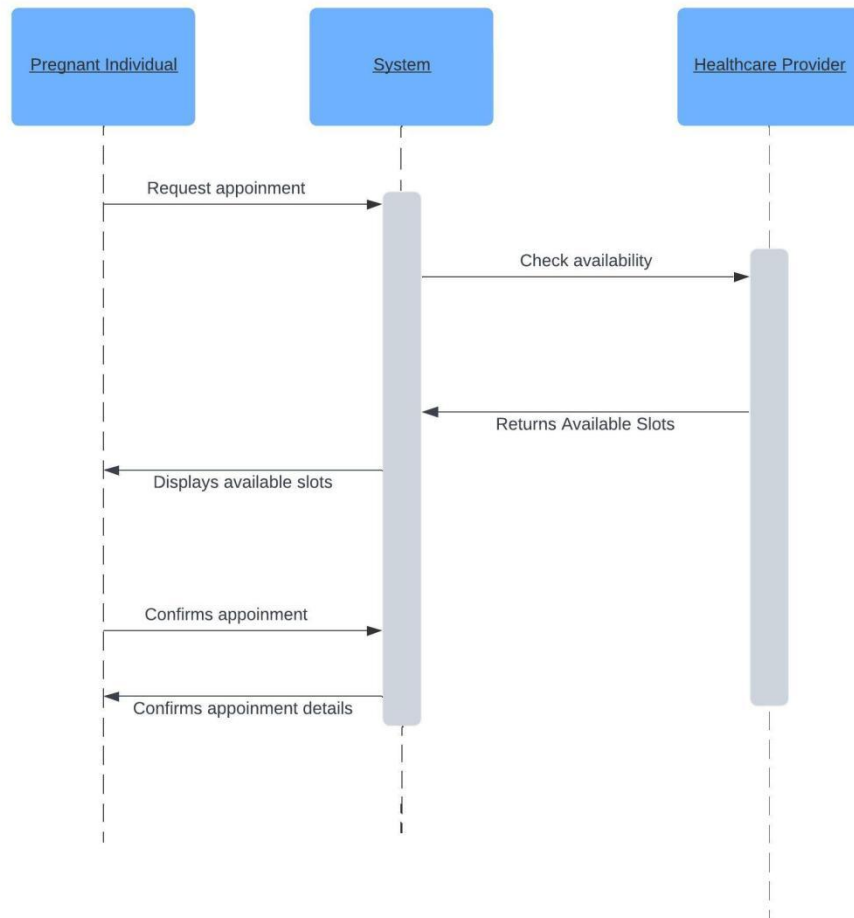 Pregnant Individual
System
Healthcare Provider
Request appoinment
Check availability
Returns Available Slots
Displays available slots
Confirms appoinment
Confirms appoinment details